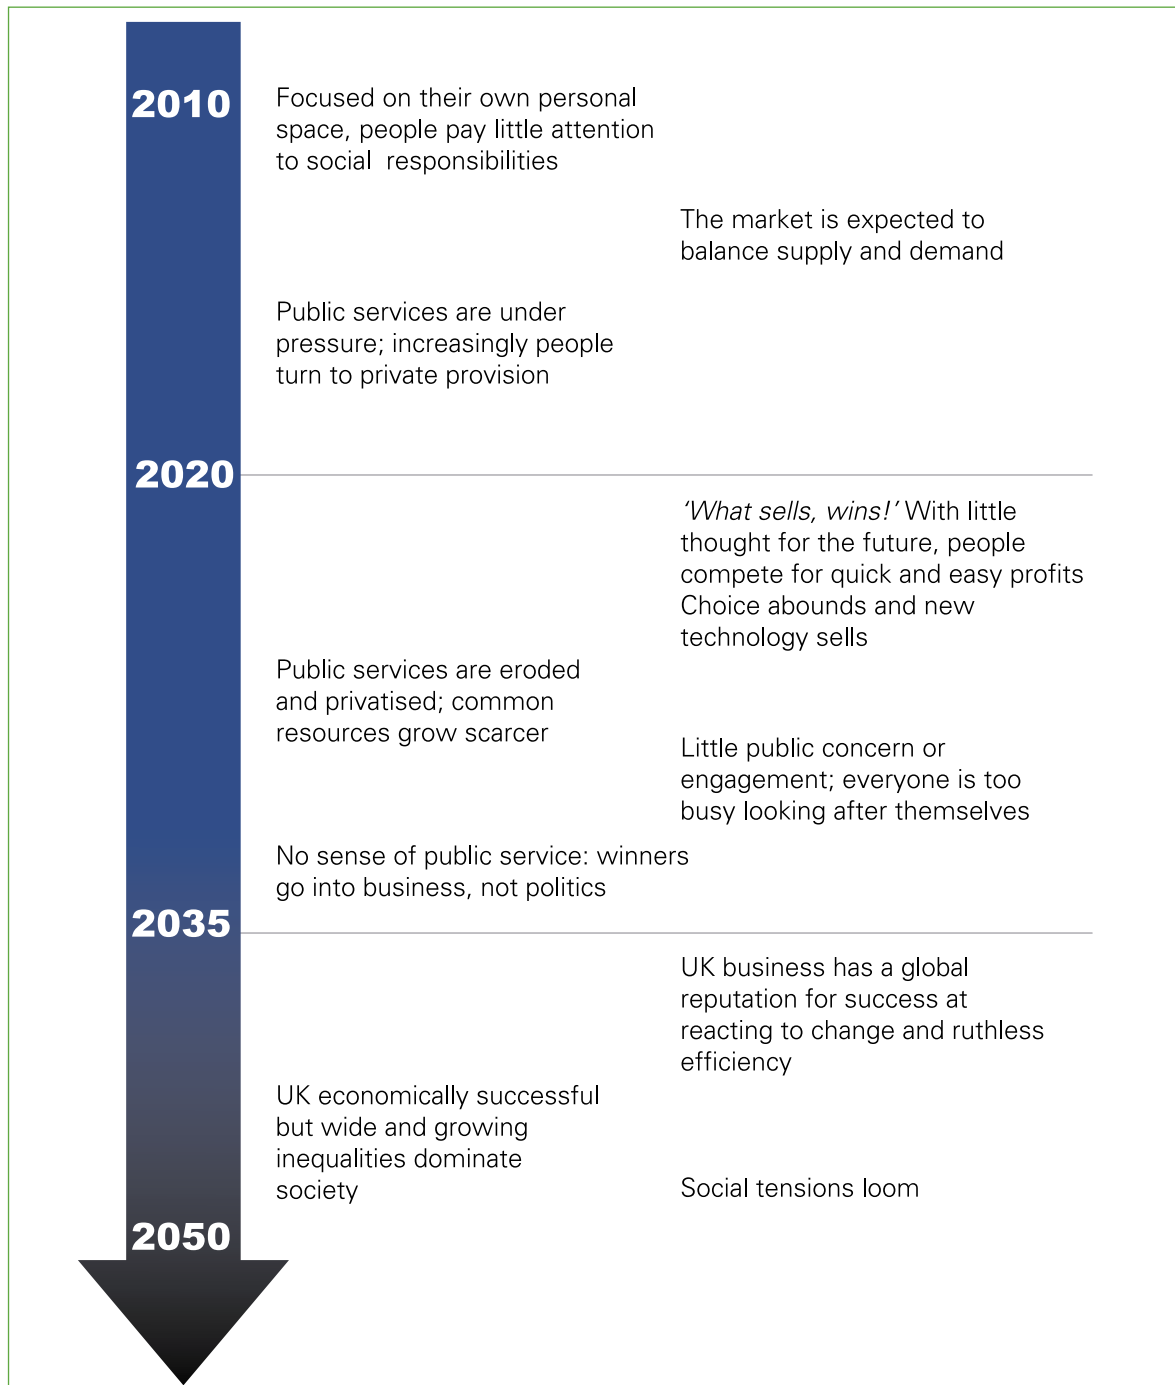 2010
Focused on their own personal
space, people pay little attention
to social responsibilities
The market is expected to
balance supply and demand
Public services are under
pressure; increasingly people
turn to private provision
2020
'What sells, wins!' With little
thought for the future, people
compete for quick and easy profits
Choice abounds and new
technology sells
Public services are eroded
and privatised; common
resources grow scarcer
Little public concern or
engagement; everyone is too
busy looking after themselves
No sense of public service: winners
go into business, not politics
2035
UK business has a global
reputation for success at
reacting to change and ruthless
efficiency
UK economically successful
but wide and growing
inequalities dominate
society
Social tensions loom
2050